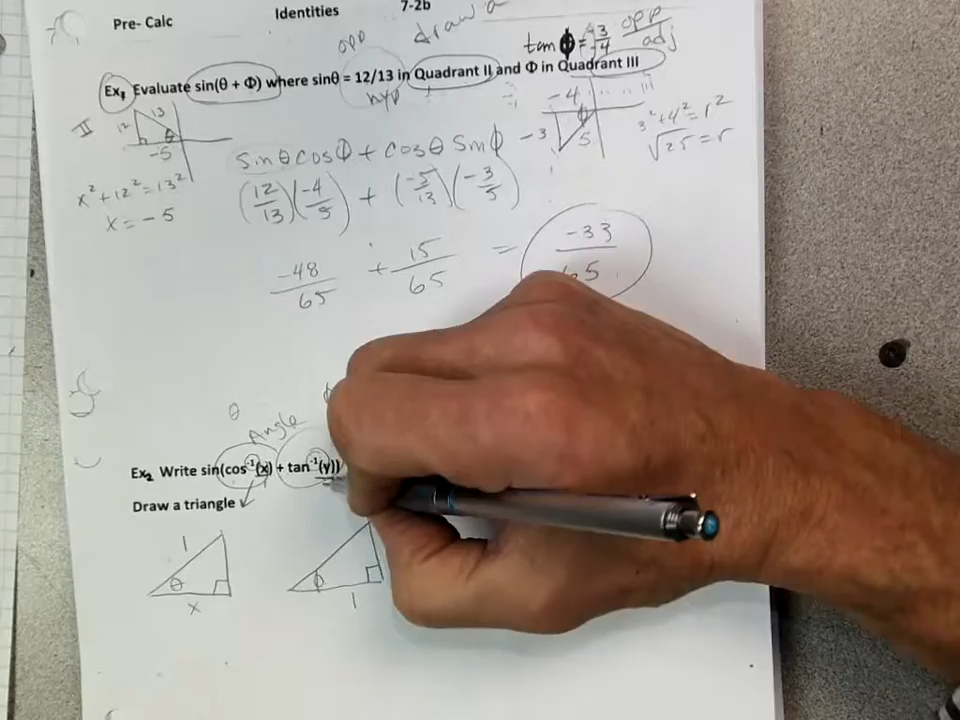 Pre- Calc Identities 7-2b
draw a
opp
tan Φ = -3/-4 opp/adj
Ex1 Evaluate sin(θ + Φ) where sinθ = 12/13 in Quadrant II and Φ in Quadrant III
hyp
II 13 12 θ -5
-4 Φ -3 5 III
3² + 4² = r²
√25 = r
sinθ cosΦ + cosθ sinΦ
x² + 12² = 13²
x = -5
(12/13)(-4/5) + (-5/13)(-3/5)
-48/65 + 15/65 = -33/65
θ Angle
Ex2 Write sin(cos⁻¹(x) + tan⁻¹(y))
Draw a triangle
1 θ x
Φ 1